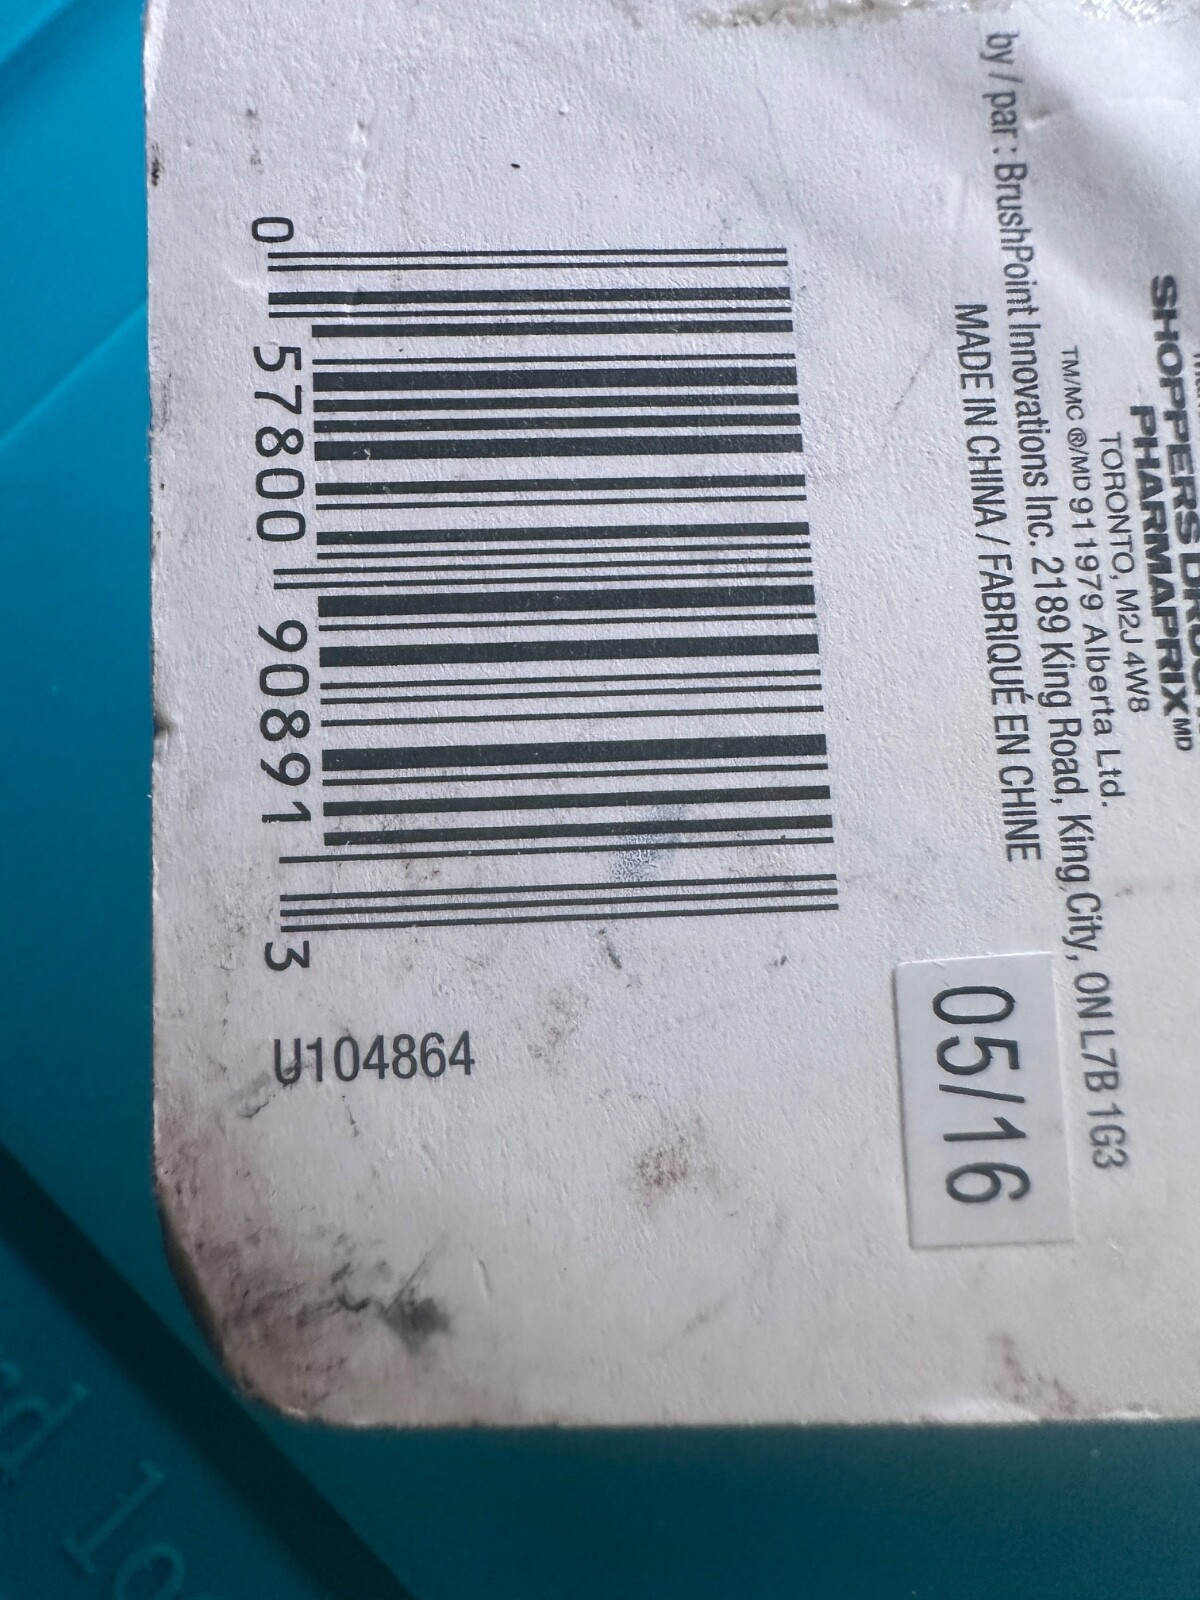 SHOPPERS
PHARMAPRIX MD
TORONTO, M2J 4W8
TM/MC ®/MD 911979 Alberta Ltd.
by / par : BrushPoint Innovations Inc. 2189 King Road, King City, ON L7B 1G3
MADE IN CHINA / FABRIQUÉ EN CHINE
05/16
0 57800 90891 3
U104864